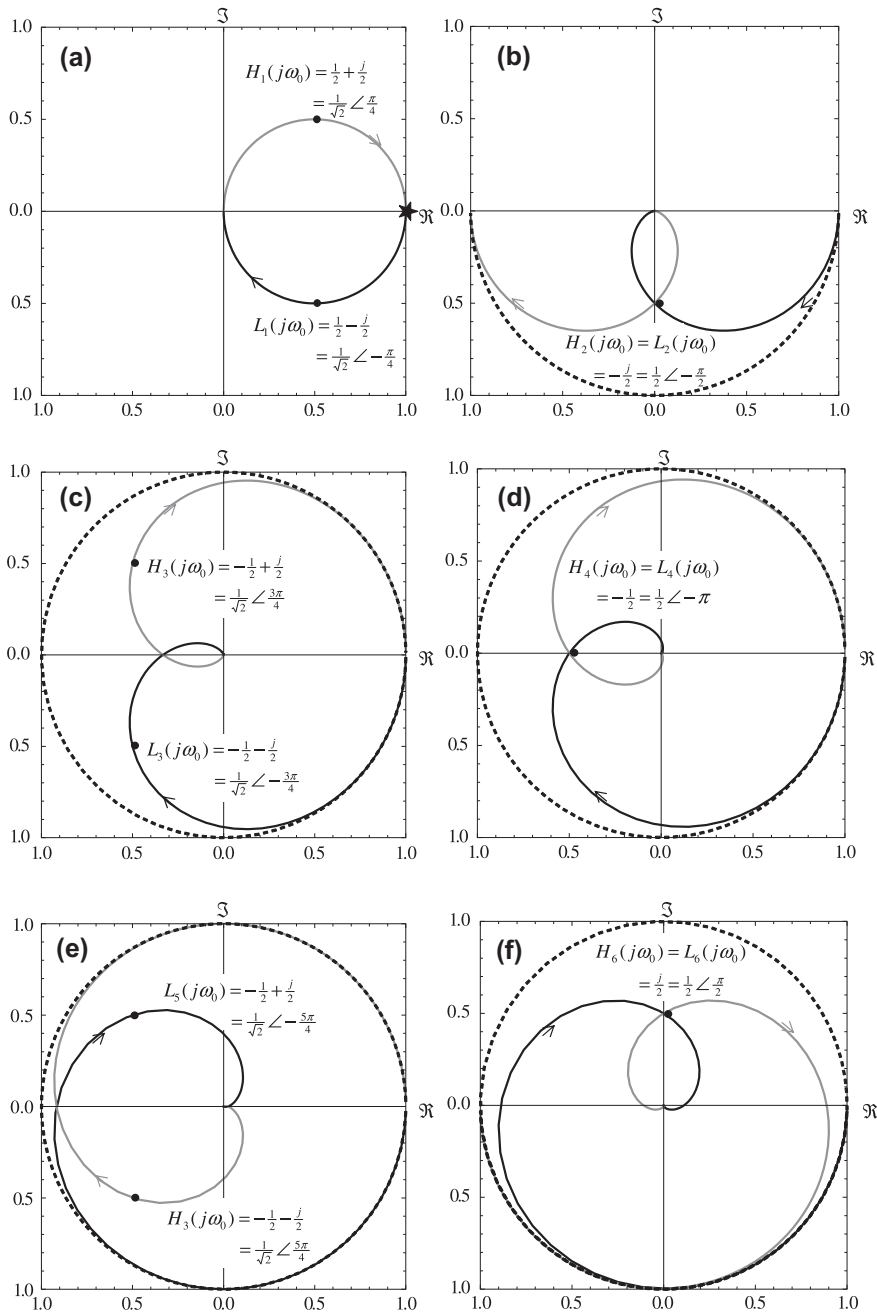 ℑ
(a)
H₁(jω₀) = 1/2 + j/2
= 1/√2 ∠ π/4
1.0
0.5
0.0
0.5
1.0
ℜ
L₁(jω₀) = 1/2 − j/2
= 1/√2 ∠ −π/4
1.0 0.5 0.0 0.5 1.0
ℑ
(b)
1.0
0.5
0.0
0.5
1.0
ℜ
H₂(jω₀) = L₂(jω₀)
= −j/2 = 1/2 ∠ −π/2
1.0 0.5 0.0 0.5 1.0
ℑ
(c)
1.0
0.5
0.0
0.5
1.0
H₃(jω₀) = −1/2 + j/2
= 1/√2 ∠ 3π/4
ℜ
L₃(jω₀) = −1/2 − j/2
= 1/√2 ∠ −3π/4
1.0 0.5 0.0 0.5 1.0
ℑ
(d)
1.0
0.5
0.0
0.5
1.0
H₄(jω₀) = L₄(jω₀)
= −1/2 = 1/2 ∠ −π
ℜ
1.0 0.5 0.0 0.5 1.0
ℑ
(e)
1.0
0.5
0.0
0.5
1.0
L₅(jω₀) = −1/2 + j/2
= 1/√2 ∠ −5π/4
ℜ
H₃(jω₀) = −1/2 − j/2
= 1/√2 ∠ 5π/4
1.0 0.5 0.0 0.5 1.0
ℑ
(f)
1.0
0.5
0.0
0.5
1.0
H₆(jω₀) = L₆(jω₀)
= j/2 = 1/2 ∠ π/2
ℜ
1.0 0.5 0.0 0.5 1.0